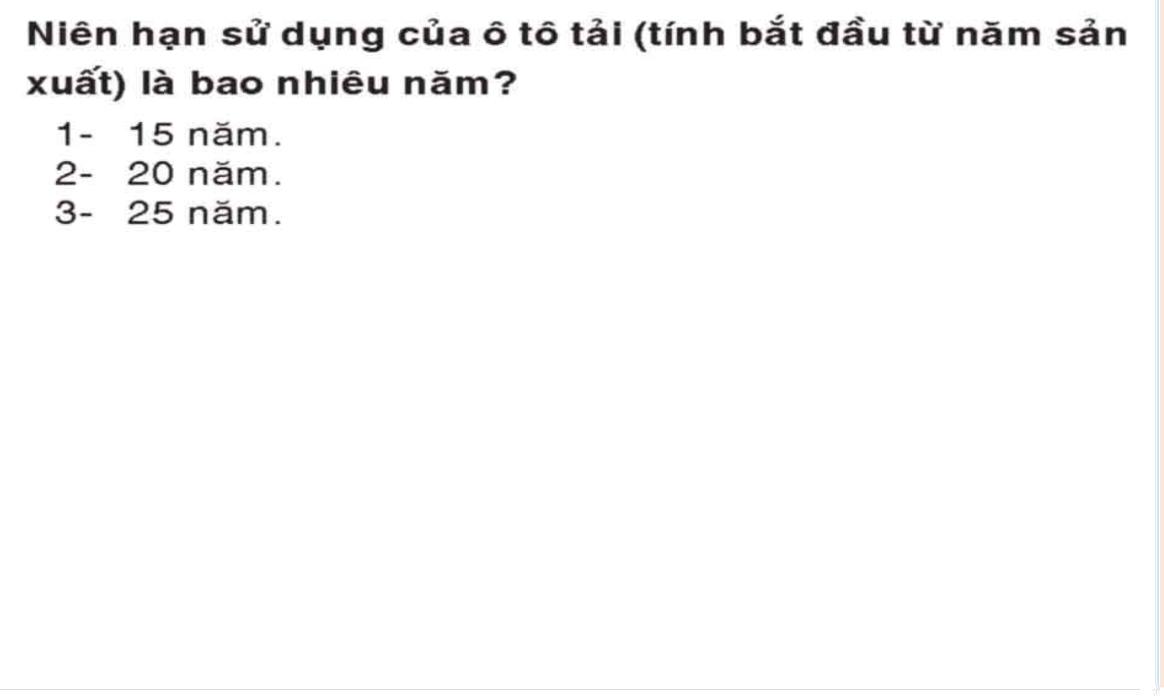 Niên hạn sử dụng của ô tô tải (tính bắt đầu từ năm sản
xuất) là bao nhiêu năm?
1- 15 năm.
2- 20 năm.
3- 25 năm.